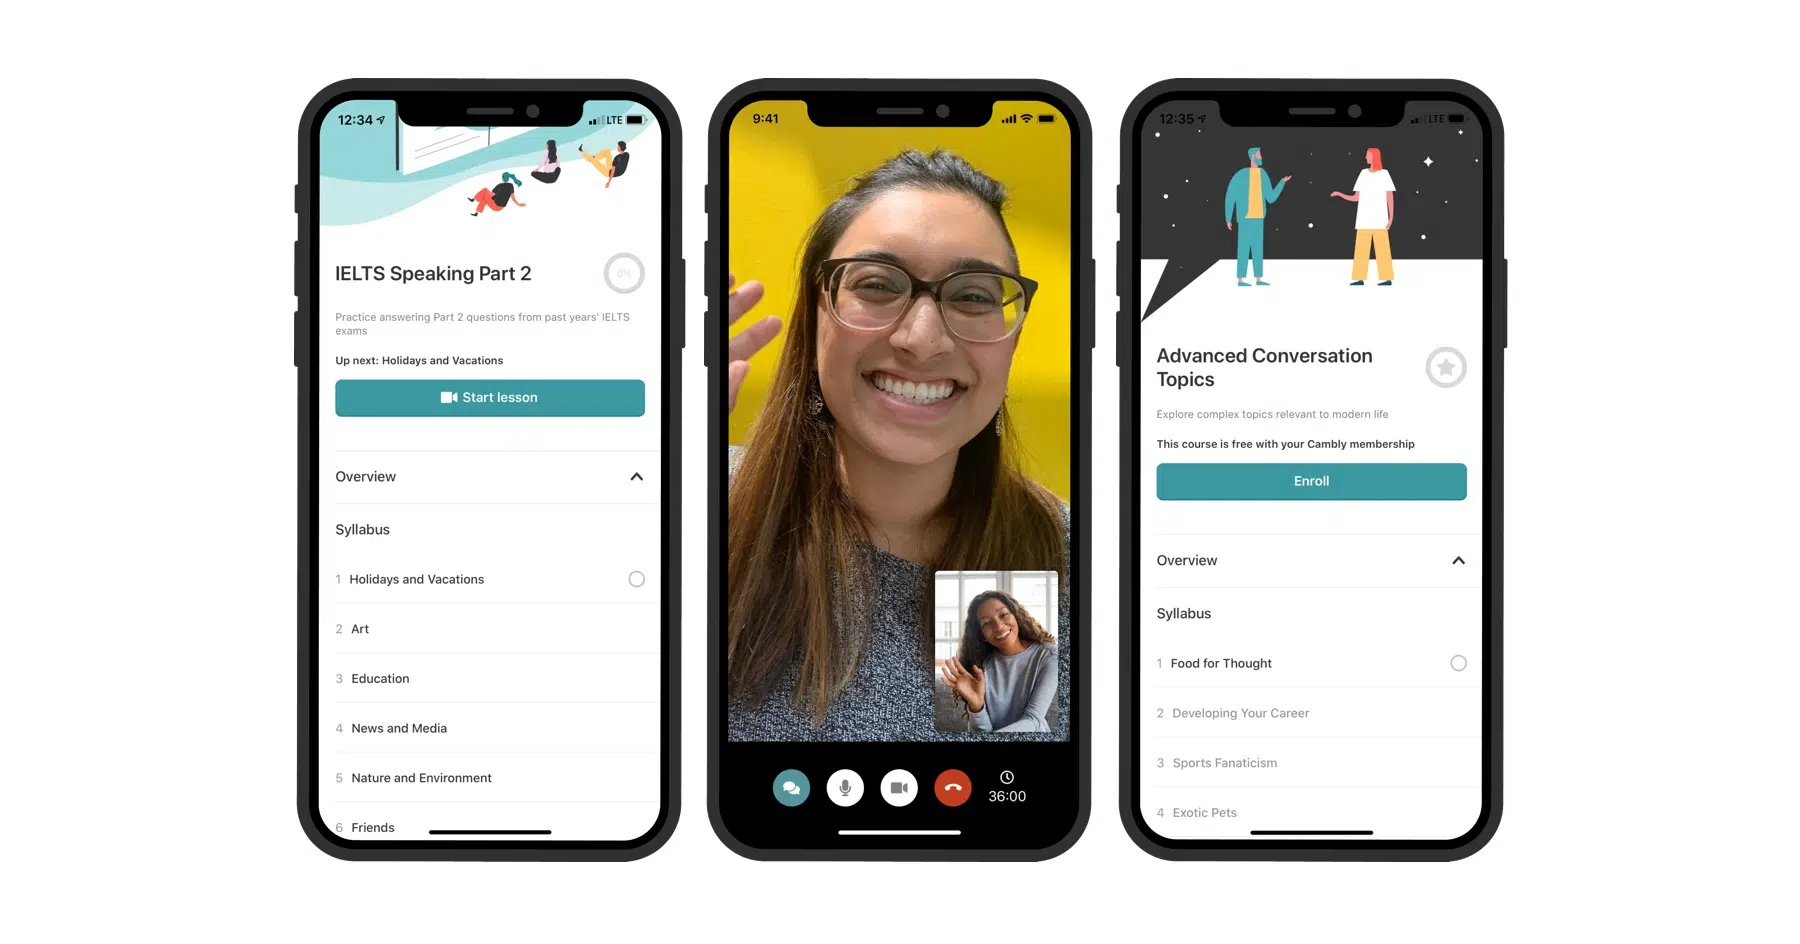 12:34
LTE
IELTS Speaking Part 2
0%
Practice answering Part 2 questions from past years' IELTS
exams
Up next: Holidays and Vacations
Start lesson
Overview
Syllabus
1 Holidays and Vacations
2 Art
3 Education
4 News and Media
5 Nature and Environment
6 Friends
9:41
36:00
12:35
LTE
Advanced Conversation
Topics
Explore complex topics relevant to modern life
This course is free with your Cambly membership
Enroll
Overview
Syllabus
1 Food for Thought
2 Developing Your Career
3 Sports Fanaticism
4 Exotic Pets